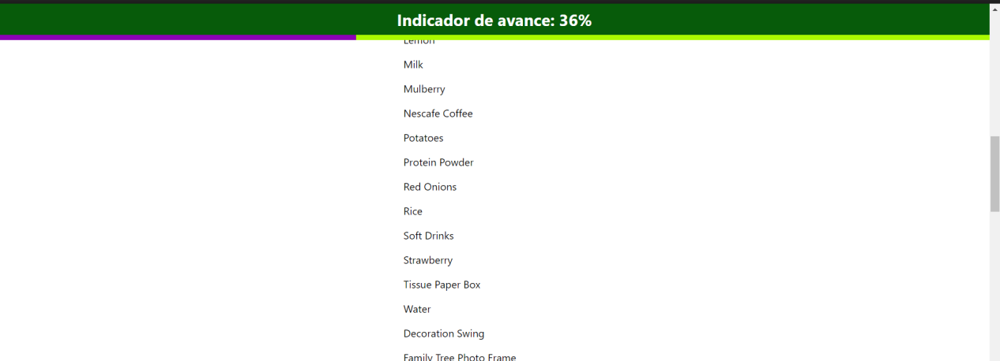 Indicador de avance: 36%
Lemon
Milk
Mulberry
Nescafe Coffee
Potatoes
Protein Powder
Red Onions
Rice
Soft Drinks
Strawberry
Tissue Paper Box
Water
Decoration Swing
Family Tree Photo Frame